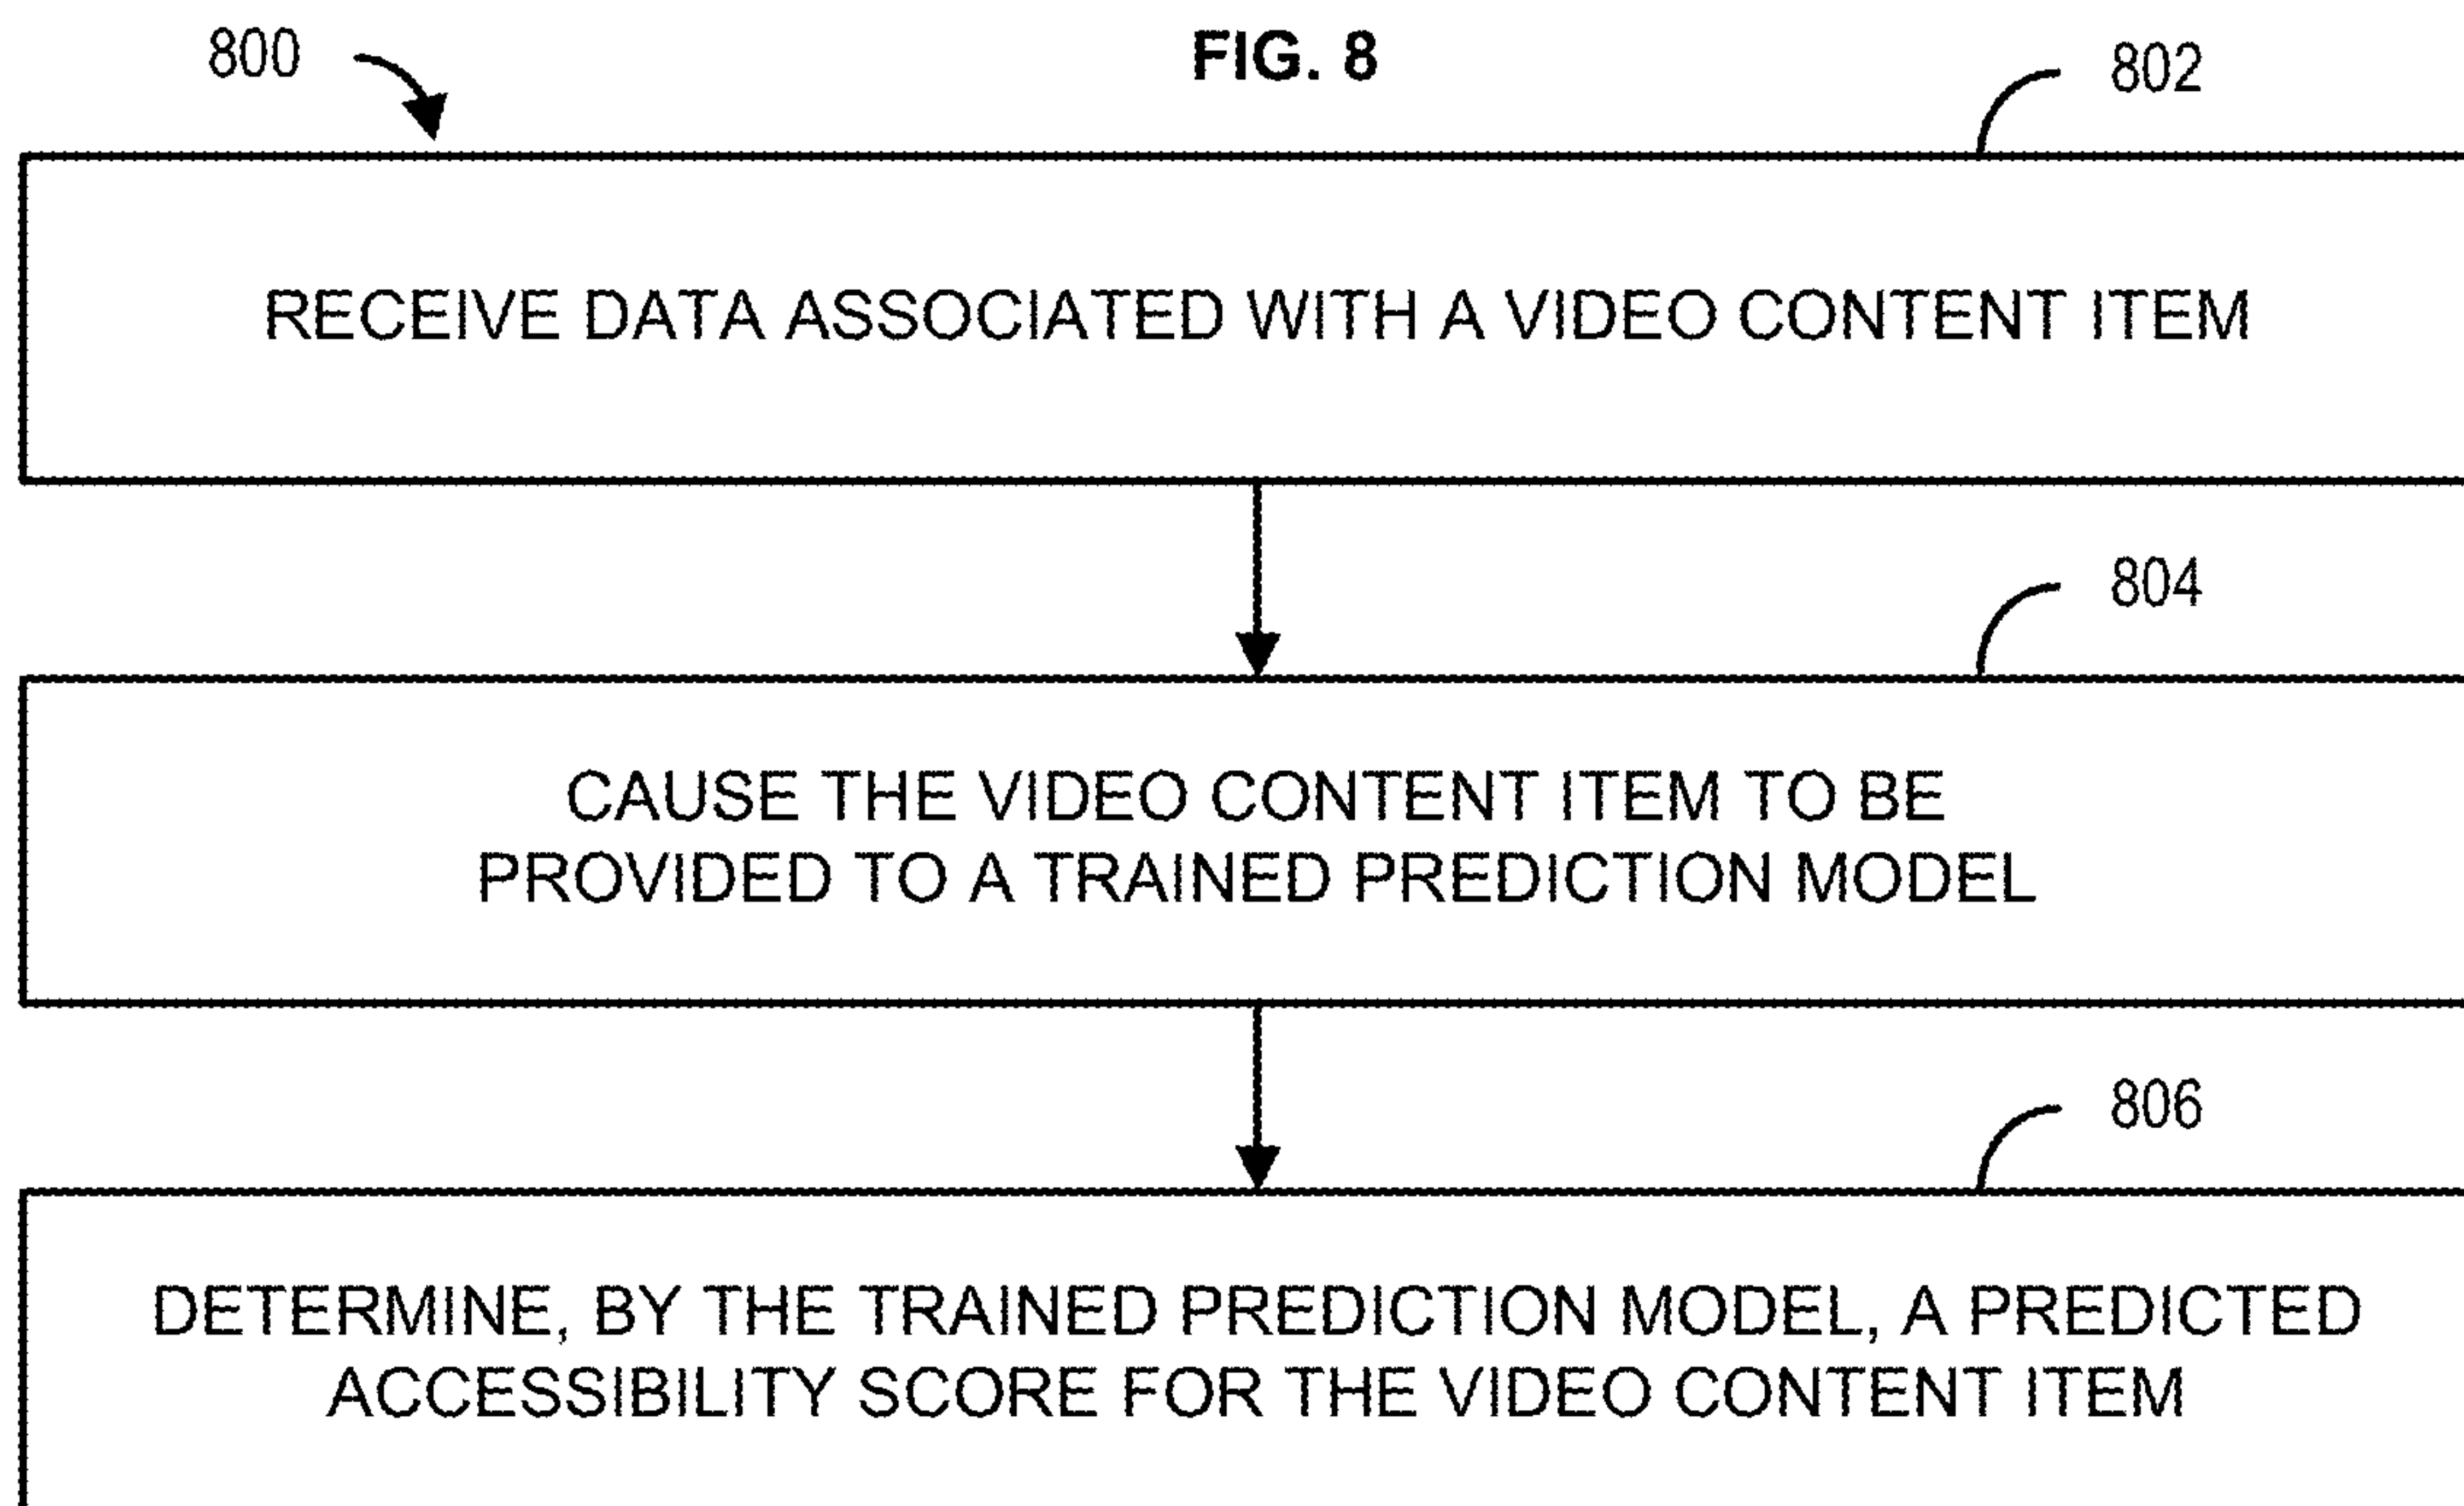 800
FIG. 8
802
RECEIVE DATA ASSOCIATED WITH A VIDEO CONTENT ITEM
804
CAUSE THE VIDEO CONTENT ITEM TO BE
PROVIDED TO A TRAINED PREDICTION MODEL
806
DETERMINE, BY THE TRAINED PREDICTION MODEL, A PREDICTED
ACCESSIBILITY SCORE FOR THE VIDEO CONTENT ITEM